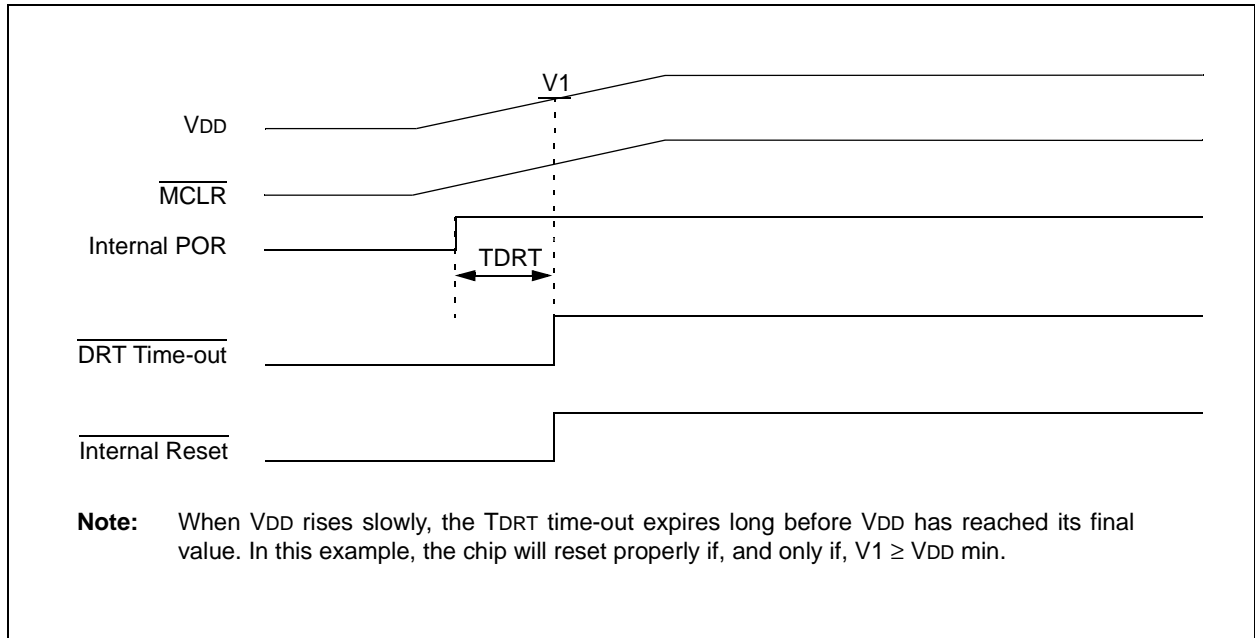 V1
VDD
MCLR
Internal POR
TDRT
DRT Time-out
Internal Reset
Note: When VDD rises slowly, the TDRT time-out expires long before VDD has reached its final
value. In this example, the chip will reset properly if, and only if, V1 ≥ VDD min.